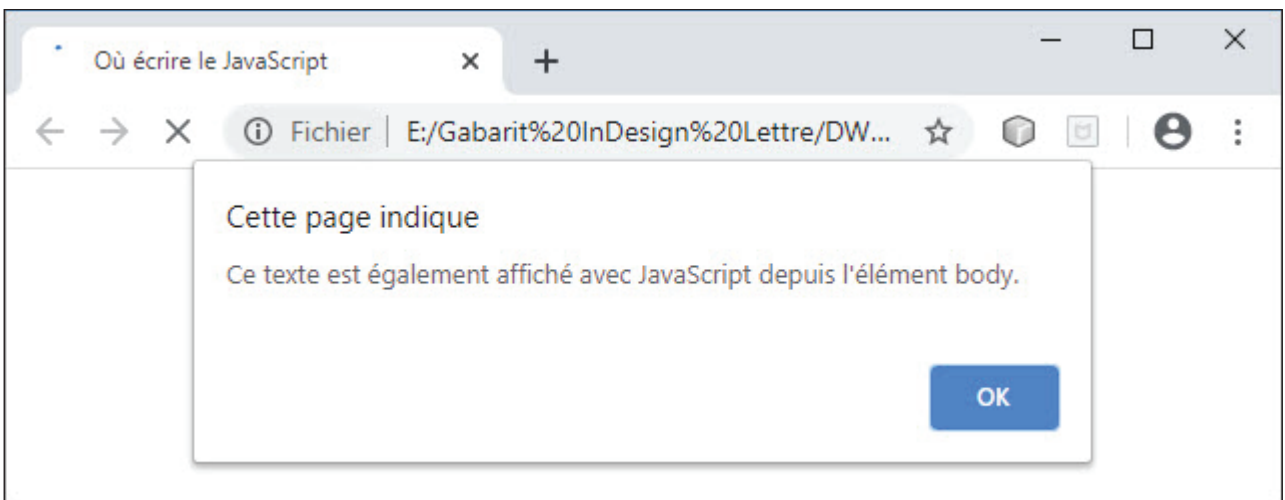 Où écrire le JavaScript
Fichier E:/Gabarit%20InDesign%20Lettre/DW...
Cette page indique
Ce texte est également affiché avec JavaScript depuis l'élément body.
OK